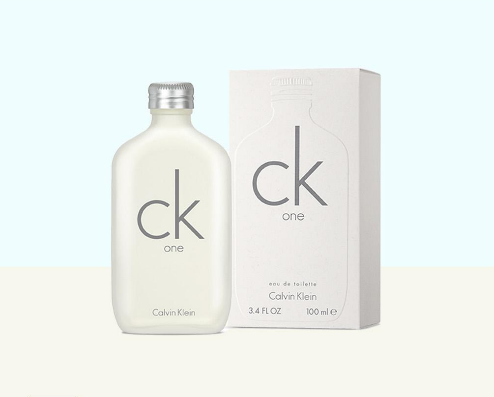 ck
one
Calvin Klein
ck
one
eau de toilette
Calvin Klein
3.4 FL OZ 100 ml ℮